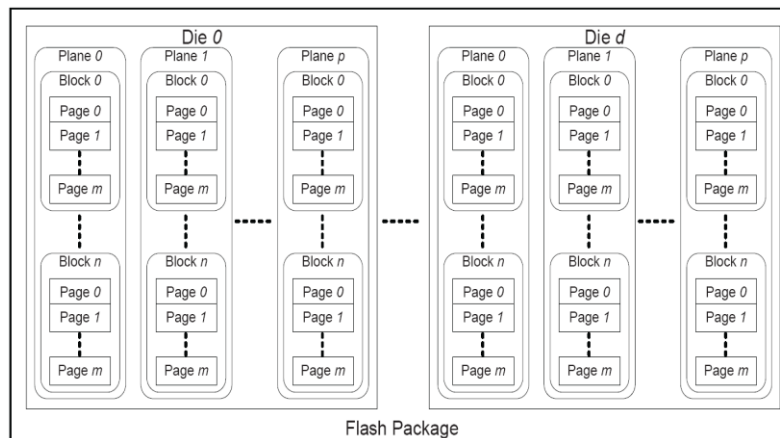 Die 0
Die d
Plane 0 Plane 1 Plane p Plane 0 Plane 1 Plane p
Block 0 Block 0 Block 0 Block 0 Block 0 Block 0
Page 0 Page 0 Page 0 Page 0 Page 0 Page 0
Page 1 Page 1 Page 1 Page 1 Page 1 Page 1
Page m Page m Page m Page m Page m Page m
Block n Block n Block n Block n Block n Block n
Page 0 Page 0 Page 0 Page 0 Page 0 Page 0
Page 1 Page 1 Page 1 Page 1 Page 1 Page 1
Page m Page m Page m Page m Page m Page m
Flash Package